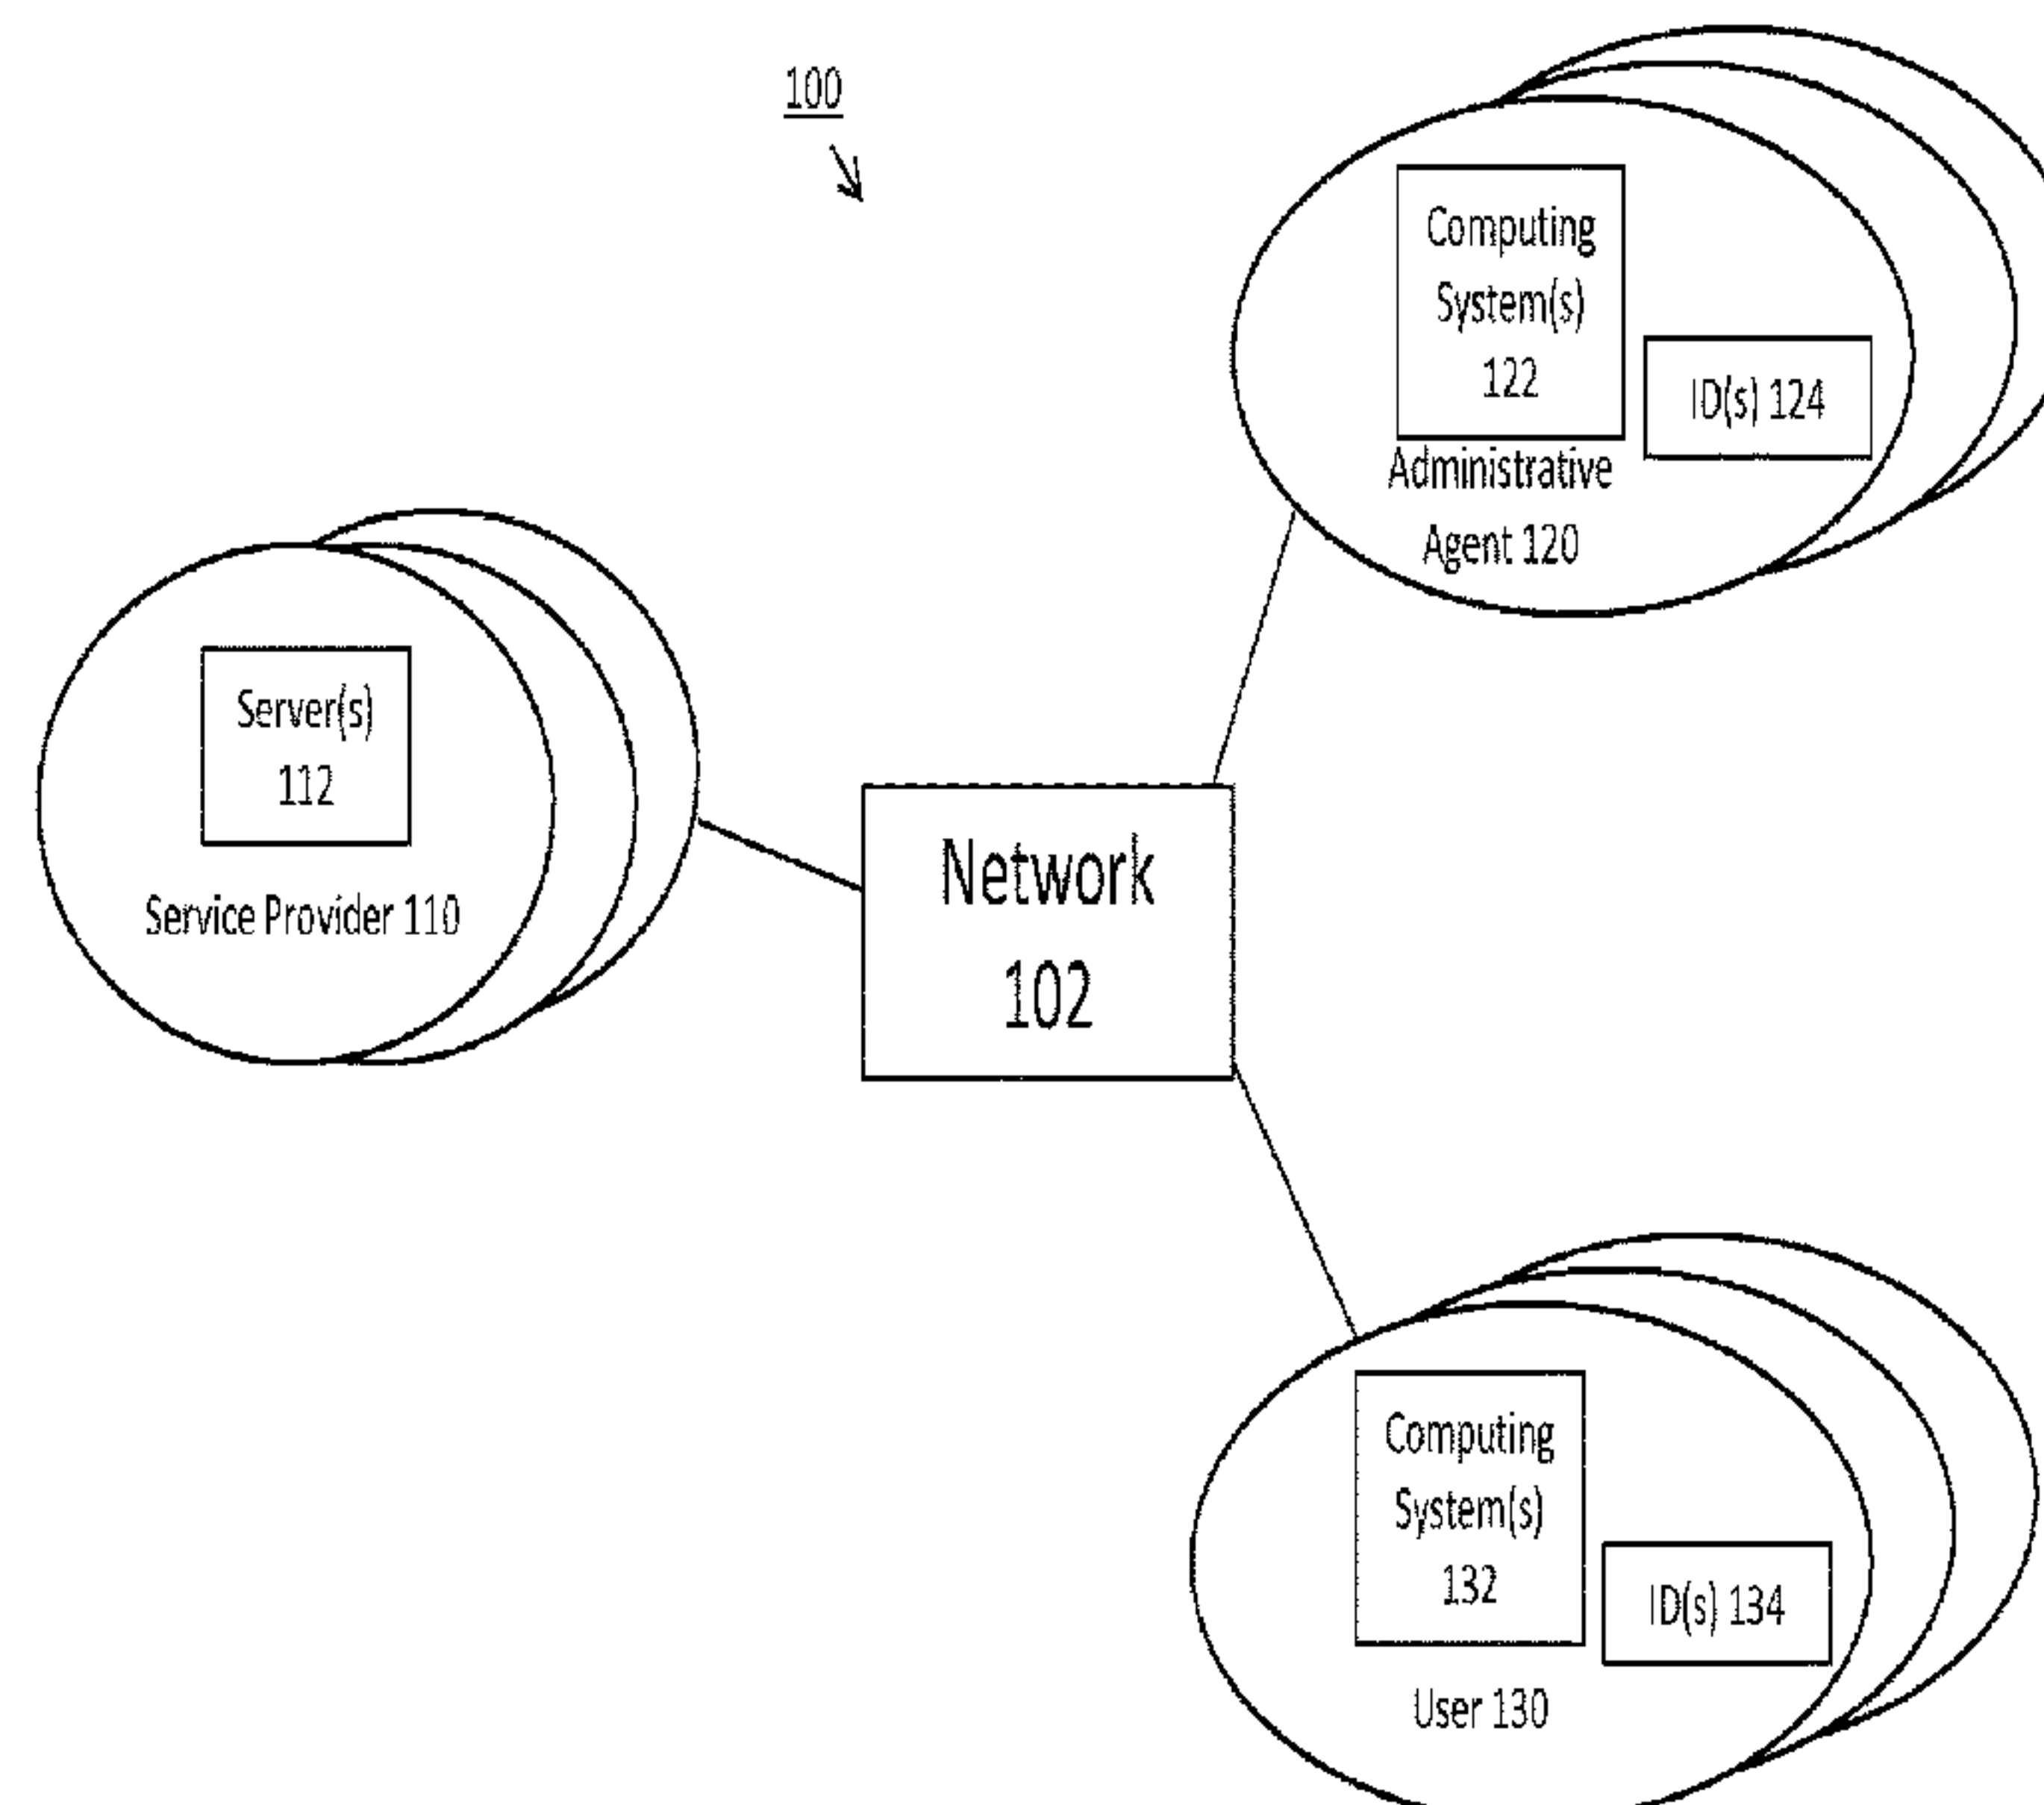 100
Computing
System(s)
122
ID(s) 124
Administrative
Agent 120
Server(s)
112
Service Provider 110
Network
102
Computing
System(s)
132
ID(s) 134
User 130